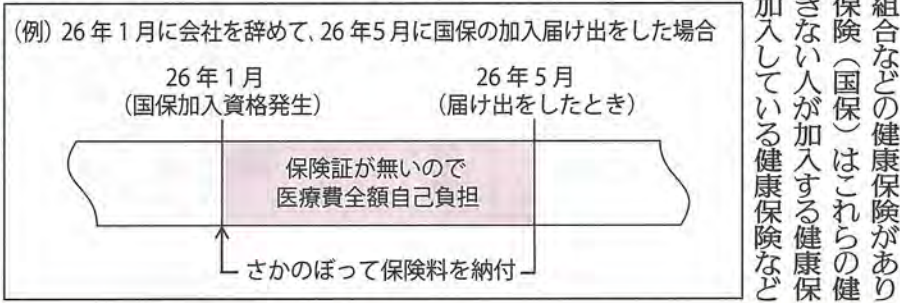 組合などの健康保険があり
保険（国保）はこれらの健
きない人が加入する健康保
加入している健康保険など
(例) 26年1月に会社を辞めて、26年5月に国保の加入届け出をした場合
26年1月
(国保加入資格発生)
26年5月
(届け出をしたとき)
保険証が無いので
医療費全額自己負担
さかのぼって保険料を納付